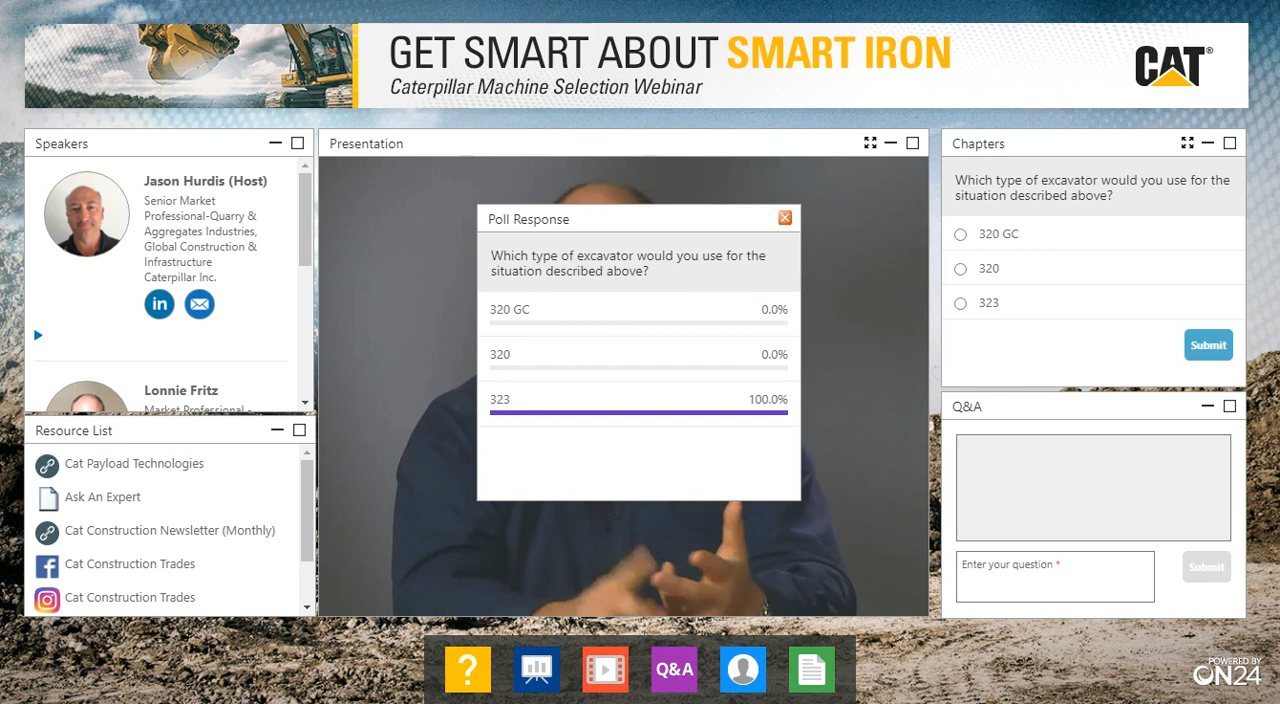 GET SMART ABOUT SMART IRON
Caterpillar Machine Selection Webinar
CAT®
Speakers
Jason Hurdis (Host)
Senior Market
Professional-Quarry &
Aggregates Industries,
Global Construction &
Infrastructure
Caterpillar Inc.
in
Lonnie Fritz
Market Professional -
Resource List
Cat Payload Technologies
Ask An Expert
Cat Construction Newsletter (Monthly)
Cat Construction Trades
Cat Construction Trades
Presentation
Poll Response
Which type of excavator would you use for the
situation described above?
320 GC 0.0%
320 0.0%
323 100.0%
Chapters
Which type of excavator would you use for the
situation described above?
320 GC
320
323
Submit
Q&A
Enter your question *
Submit
? Q&A
POWERED BY
ON24